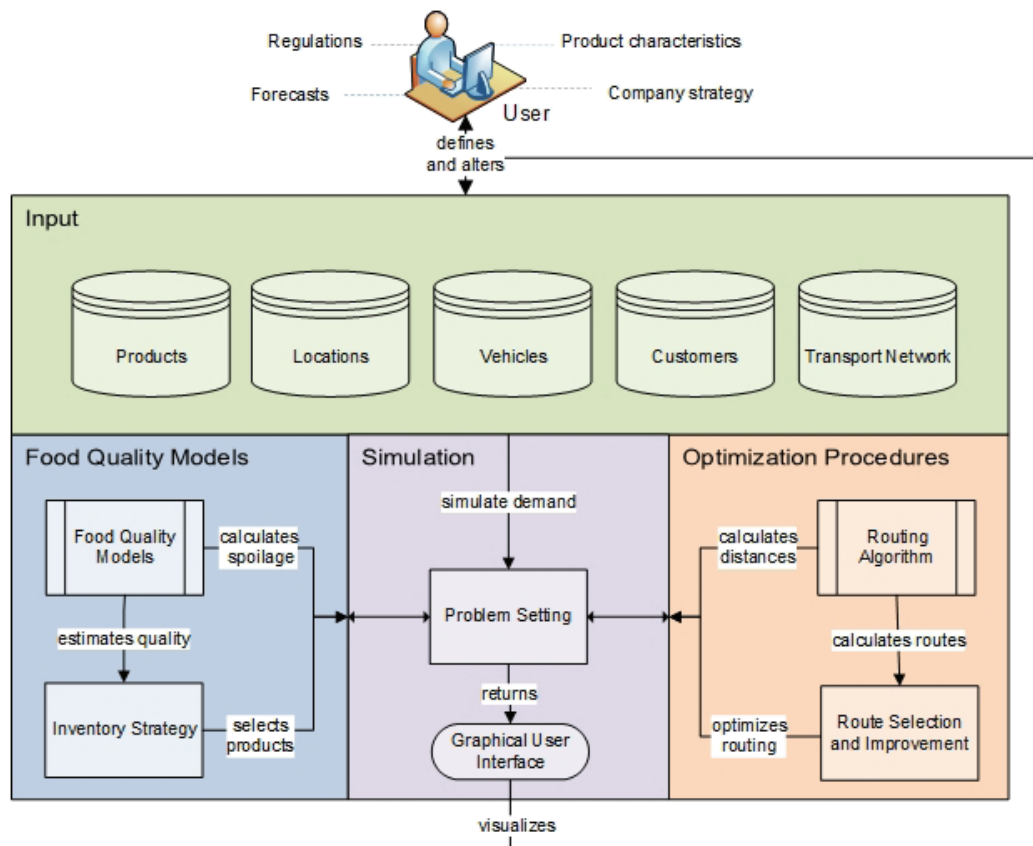 Regulations
Product characteristics
Forecasts
Company strategy
User
defines
and alters
Input
Products
Locations
Vehicles
Customers
Transport Network
Food Quality Models
Simulation
Optimization Procedures
simulate demand
Food Quality
Models
calculates
spoilage
calculates
distances
Routing
Algorithm
Problem Setting
estimates quality
calculates routes
returns
Inventory Strategy
selects
products
Graphical User
Interface
optimizes
routing
Route Selection
and Improvement
visualizes